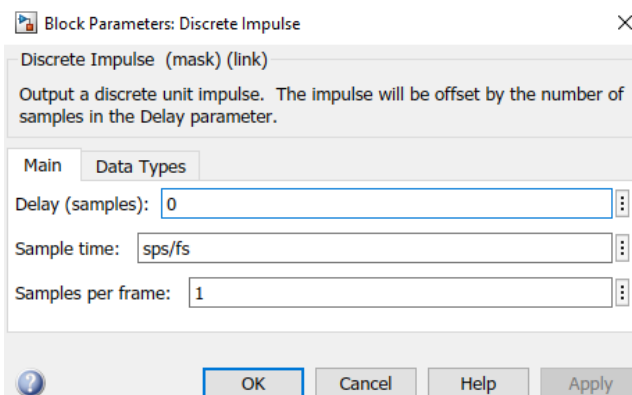 Block Parameters: Discrete Impulse
Discrete Impulse (mask) (link)
Output a discrete unit impulse. The impulse will be offset by the number of
samples in the Delay parameter.
Main Data Types
Delay (samples): 0
Sample time: sps/fs
Samples per frame: 1
? OK Cancel Help Apply